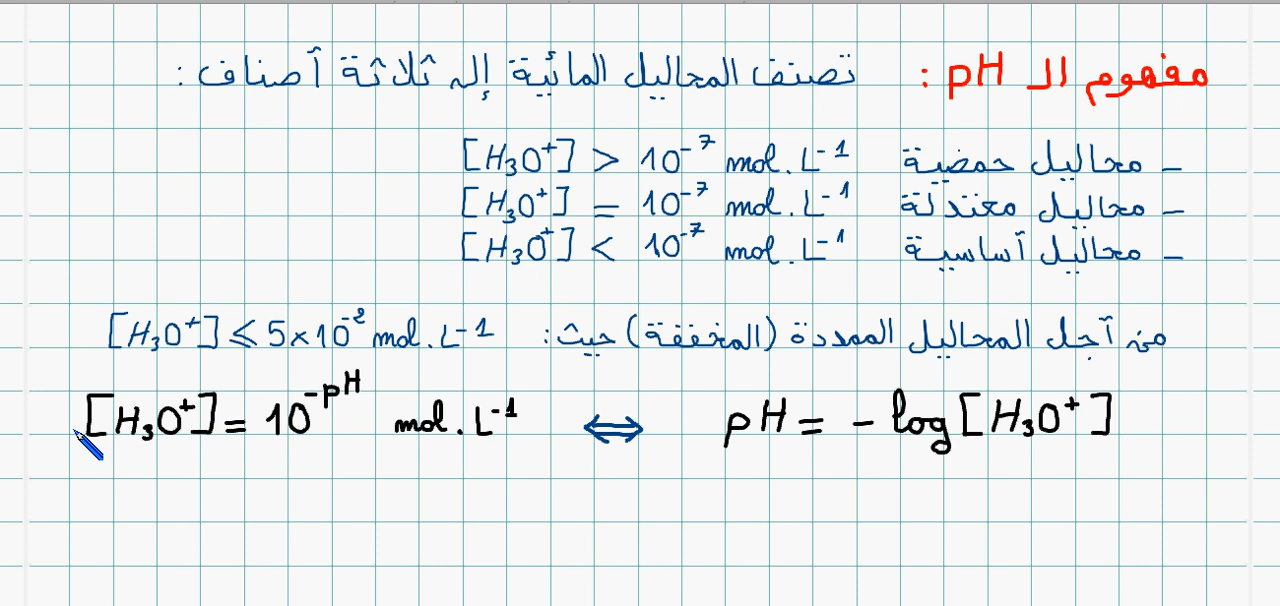 مفهوم الـ pH : تصنف المحاليل المائية إلى ثلاثة أصناف :
- محاليل حمضية [H₃O⁺] > 10⁻⁷ mol.L⁻¹
- محاليل معتدلة [H₃O⁺] = 10⁻⁷ mol.L⁻¹
- محاليل أساسية [H₃O⁺] < 10⁻⁷ mol.L⁻¹
من أجل المحاليل الممددة (المخففة) حيث : [H₃O⁺] ⩽ 5×10⁻² mol.L⁻¹
[H₃O⁺] = 10^-pH mol.L⁻¹ ⇔ pH = - log [H₃O⁺]